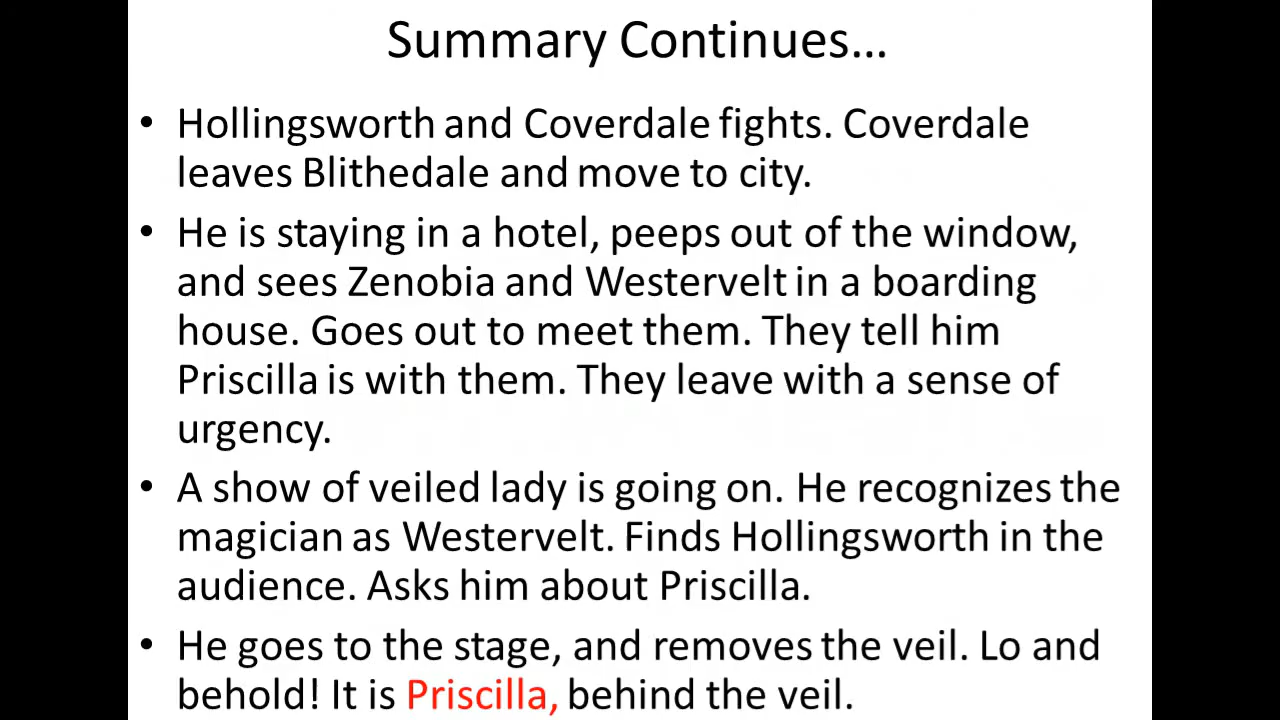 Summary Continues...
• Hollingsworth and Coverdale fights. Coverdale
leaves Blithedale and move to city.
• He is staying in a hotel, peeps out of the window,
and sees Zenobia and Westervelt in a boarding
house. Goes out to meet them. They tell him
Priscilla is with them. They leave with a sense of
urgency.
• A show of veiled lady is going on. He recognizes the
magician as Westervelt. Finds Hollingsworth in the
audience. Asks him about Priscilla.
• He goes to the stage, and removes the veil. Lo and
behold! It is Priscilla, behind the veil.